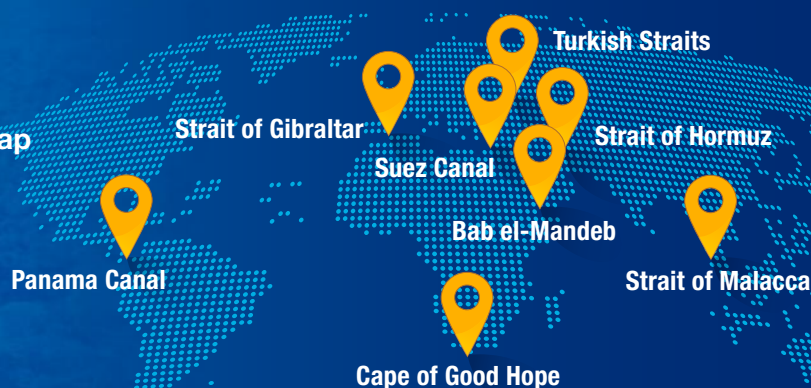 Turkish Straits
Strait of Gibraltar
Strait of Hormuz
Suez Canal
Bab el-Mandeb
Panama Canal
Strait of Malacca
Cape of Good Hope